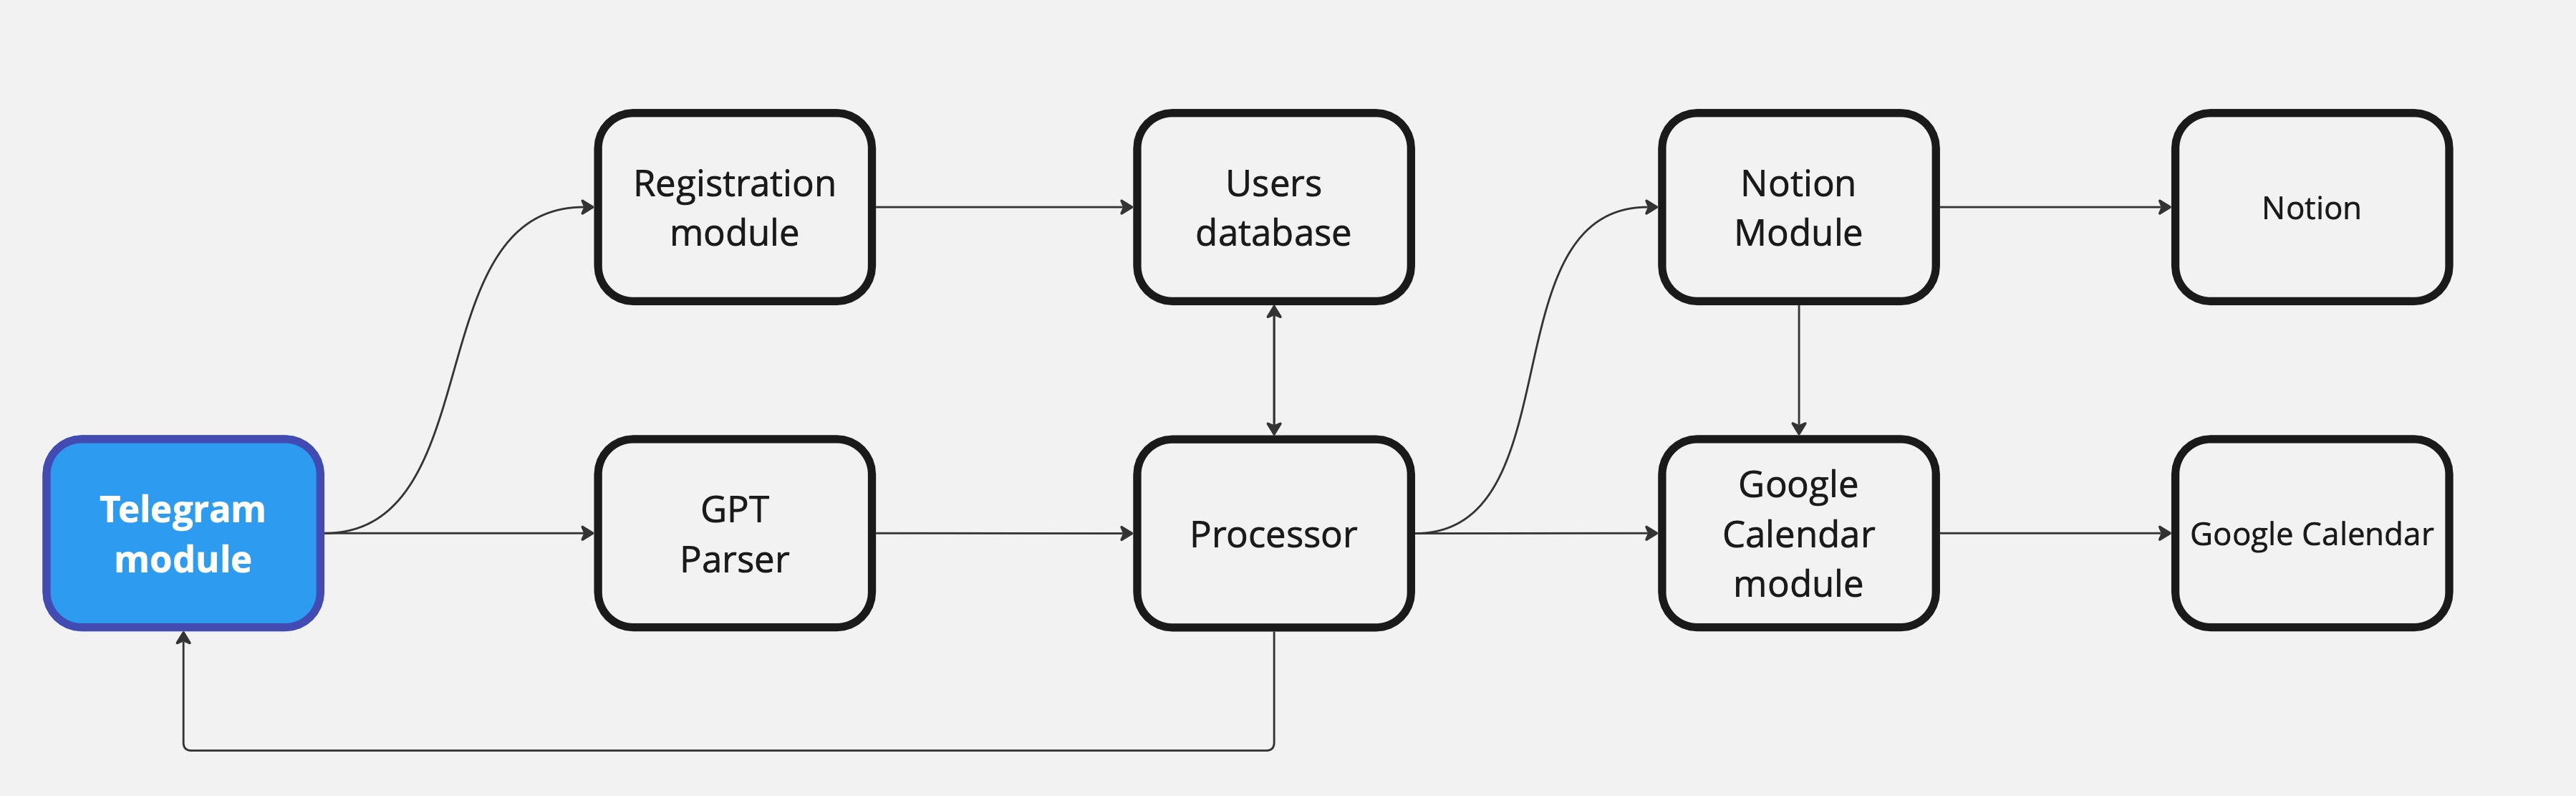 Registration
module
Users
database
Notion
Module
Notion
Telegram
module
GPT
Parser
Processor
Google
Calendar
module
Google Calendar